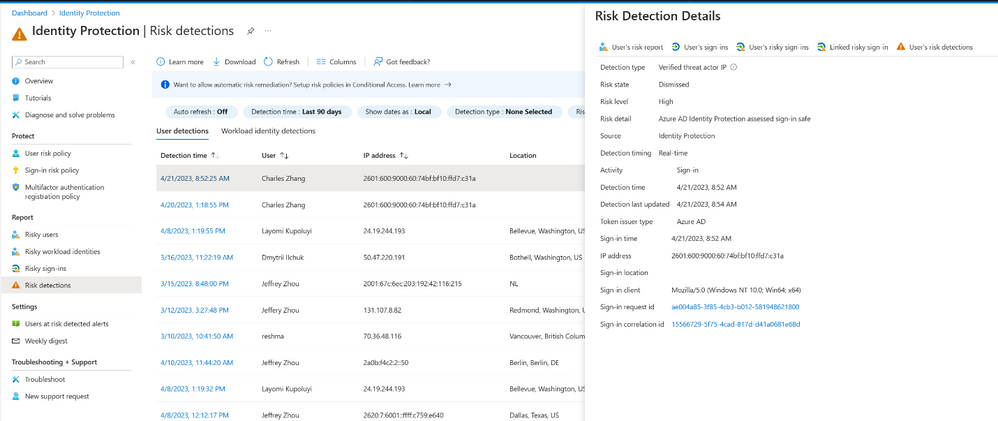 Dashboard > Identity Protection
Identity Protection | Risk detections
Search
Overview
Tutorials
Diagnose and solve problems
Protect
User risk policy
Sign-in risk policy
Multifactor authentication
registration policy
Report
Risky users
Risky workload identities
Risky sign-ins
Risk detections
Settings
Users at risk detected alerts
Weekly digest
Troubleshooting + Support
Troubleshoot
New support request
Learn more Download Refresh Columns Got feedback?
Want to allow automatic risk remediation? Setup risk policies in Conditional Access. Learn more →
Auto refresh : Off Detection time : Last 90 days Show dates as : Local Detection type : None Selected Ris
User detections Workload identity detections
Detection time User IP address Location
4/21/2023, 8:52:25 AM Charles Zhang 2601:600:9000:60:74bf:bf10:ffd7:c31a
4/20/2023, 1:18:55 PM Charles Zhang 2601:600:9000:60:74bf:bf10:ffd7:c31a
4/8/2023, 1:19:55 PM Layomi Kupoluyi 24.19.244.193 Bellevue, Washington, US
3/16/2023, 11:22:19 AM Dmytrii IIchuk 50.47.220.191 Bothell, Washington, US
3/15/2023, 8:48:00 PM Jeffery Zhou 2001:67c:6ec:203:192:42:116:215 NL
3/12/2023, 3:27:48 PM Jeffery Zhou 131.107.8.82 Redmond, Washington, U
3/10/2023, 10:41:50 AM reshma 70.36.48.116 Vancouver, British Colum
4/10/2023, 11:44:20 AM Jeffrey Zhou 2a0b:f4c2:2::50 Berlin, Berlin, DE
4/8/2023, 1:19:32 PM Layomi Kupoluyi 24.19.244.193 Bellevue, Washington, US
4/8/2023, 12:12:17 PM Jeffrey Zhou 2620:7:6001::ffff:c759:e640 Dallas, Texas, US
Risk Detection Details
User's risk report User's sign-ins User's risky sign-ins Linked risky sign in User's risk detections
Detection type Verified threat actor IP
Risk state Dismissed
Risk level High
Risk detail Azure AD Identity Protection assessed sign-in safe
Source Identity Protection
Detection timing Real-time
Activity Sign in
Detection time 4/21/2023, 8:52 AM
Detection last updated 4/21/2023, 8:54 AM
Token issuer type Azure AD
Sign-in time 4/21/2023, 8:52 AM
IP address 2601:600:9000:60:74bf:bf10:ffd7:c31a
Sign-in location
Sign-in client Mozilla/5.0 (Windows NT 10.0; Win64; x64)
Sign-in request id ae004a85-3f85-4cb3-b012-581948621800
Sign-in correlation id 15566729-5f75-4cad-817d-d41a0681e68d